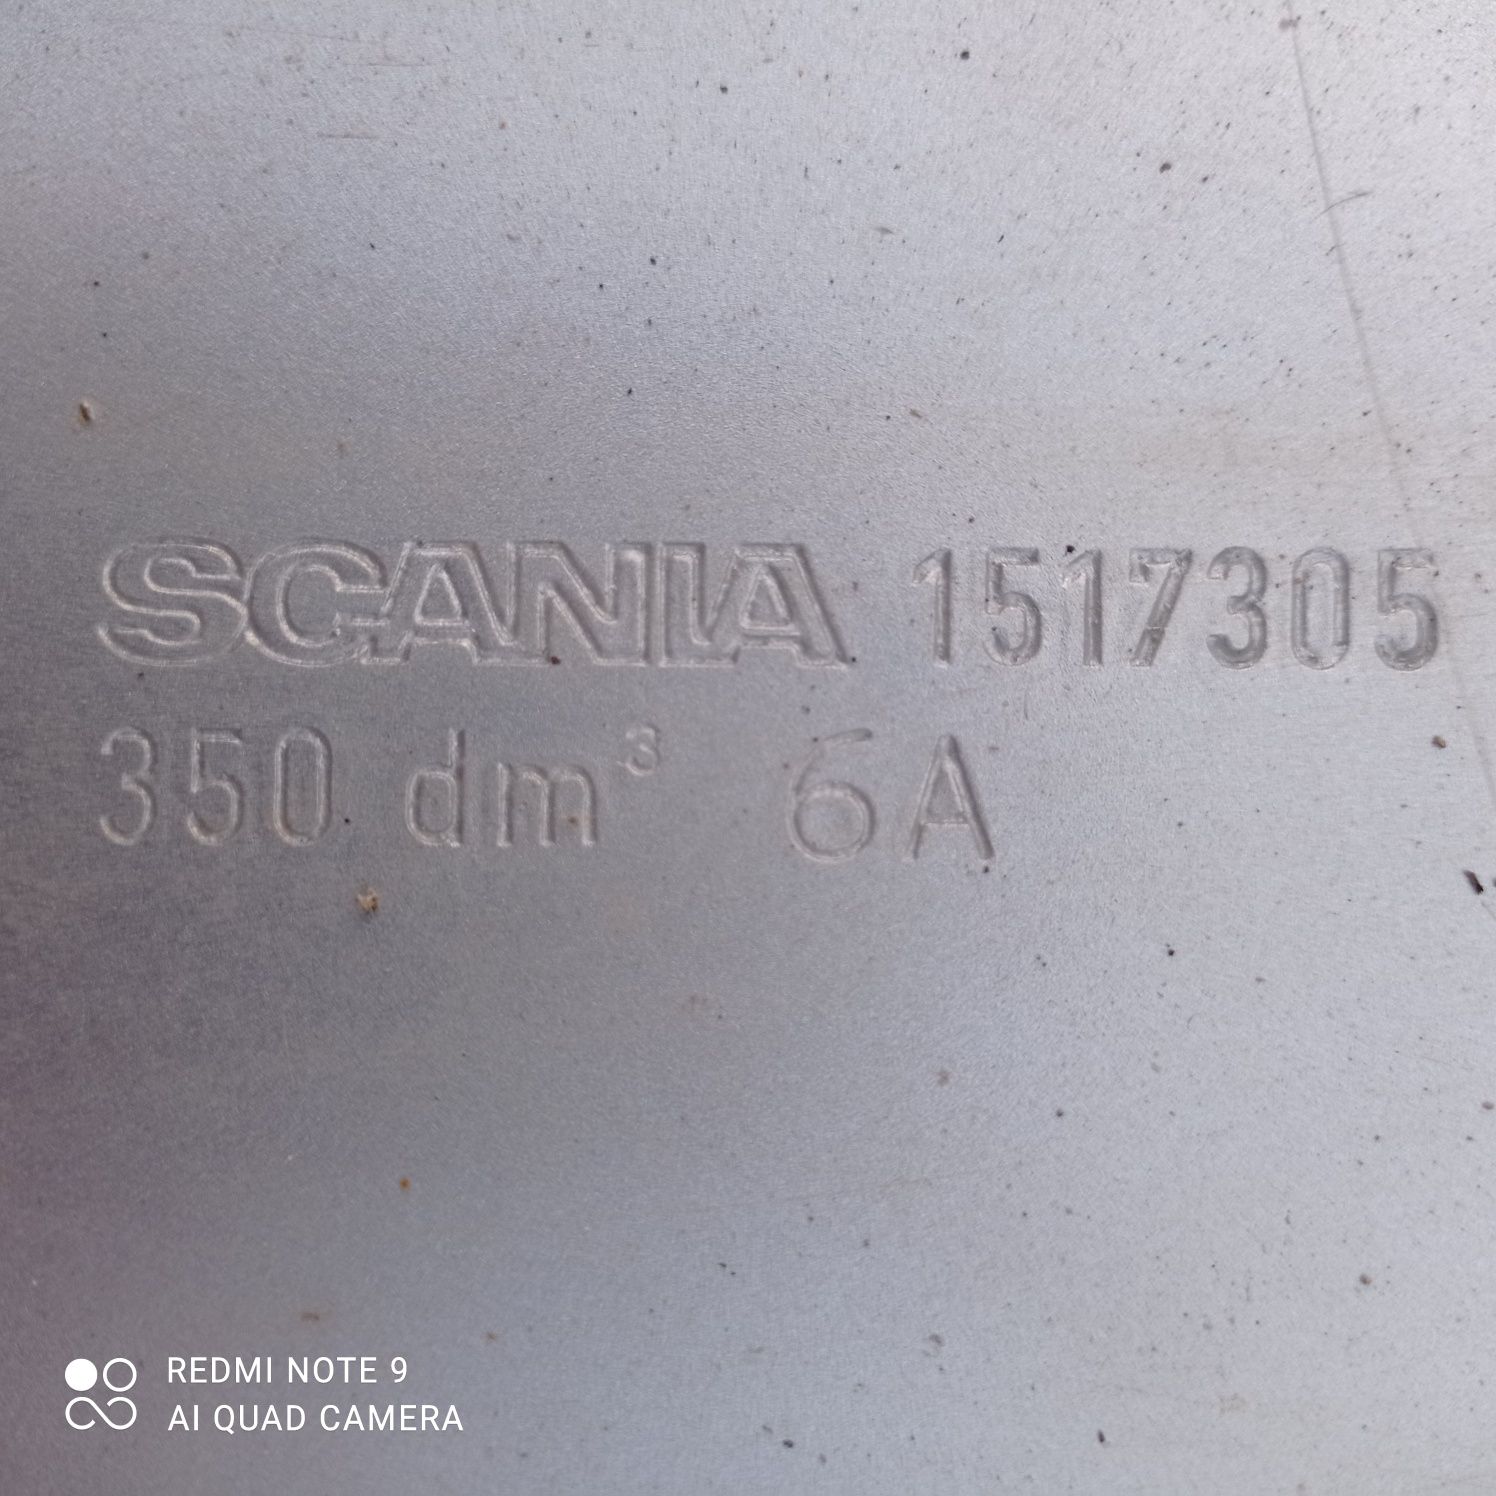 SCANIA 1517305
350 dm³ 6A
REDMI NOTE 9
AI QUAD CAMERA